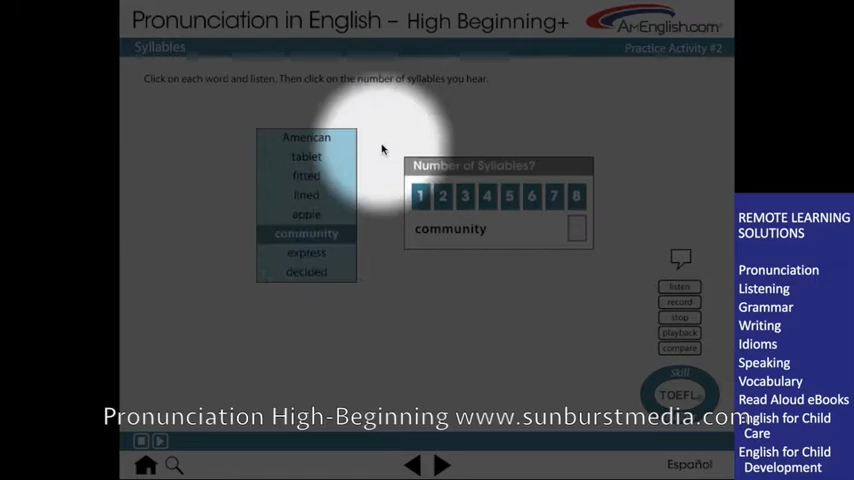 Pronunciation in English – High Beginning+
AMENGLISH.COM
Syllables
Practice Activity #2
Click on each word and listen. Then click on the number of syllables you hear.
American
tablet
fitted
lined
apple
community
express
decided
Number of Syllables?
1 2 3 4 5 6 7 8
community
listen
record
stop
playback
compare
Skill
TOEFL®
Español
Pronunciation High-Beginning www.sunburstmedia.com
REMOTE LEARNING
SOLUTIONS
Pronunciation
Listening
Grammar
Writing
Idioms
Speaking
Vocabulary
Read Aloud eBooks
English for Child
Care
English for Child
Development